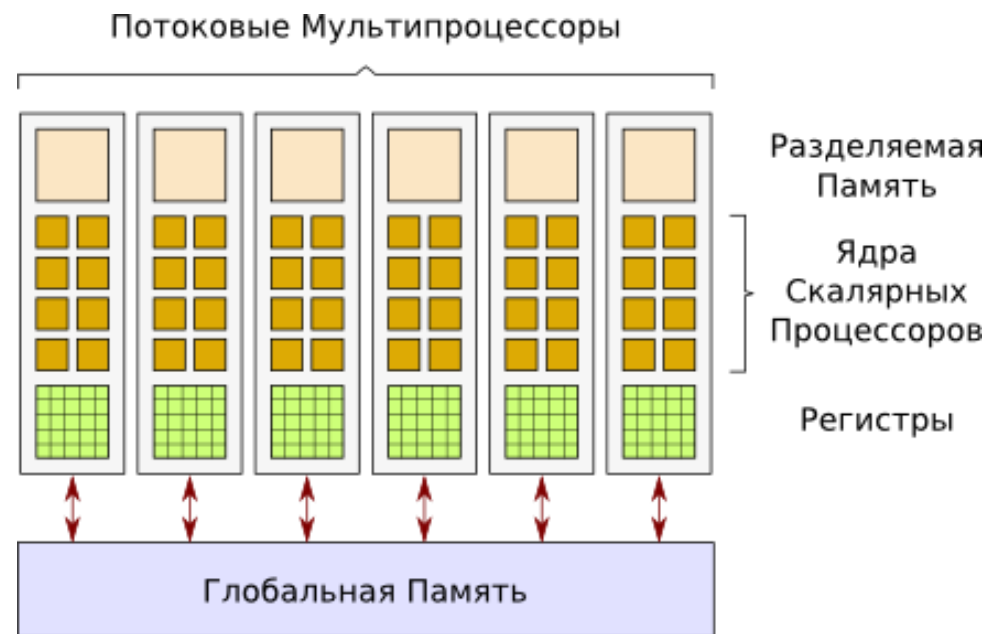 Потоковые Мультипроцессоры
Разделяемая
Память
Ядра
Скалярных
Процессоров
Регистры
Глобальная Память